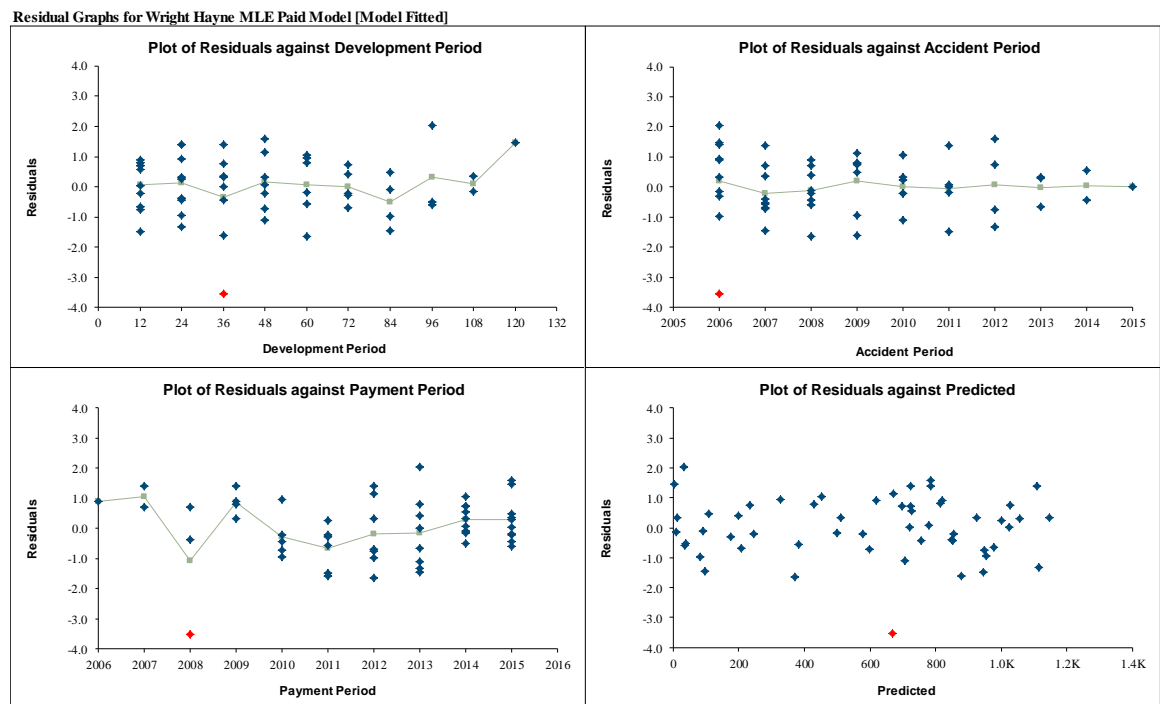 Residual Graphs for Wright Hayne MLE Paid Model [Model Fitted]
Plot of Residuals against Development Period
4.0
3.0
2.0
1.0
0.0
-1.0
-2.0
-3.0
-4.0
Residuals
0 12 24 36 48 60 72 84 96 108 120 132
Development Period
Plot of Residuals against Accident Period
4.0
3.0
2.0
1.0
0.0
-1.0
-2.0
-3.0
-4.0
Residuals
2005 2006 2007 2008 2009 2010 2011 2012 2013 2014 2015
Accident Period
Plot of Residuals against Payment Period
4.0
3.0
2.0
1.0
0.0
-1.0
-2.0
-3.0
-4.0
Residuals
2006 2007 2008 2009 2010 2011 2012 2013 2014 2015 2016
Payment Period
Plot of Residuals against Predicted
4.0
3.0
2.0
1.0
0.0
-1.0
-2.0
-3.0
-4.0
Residuals
0 200 400 600 800 1.0K 1.2K 1.4K
Predicted